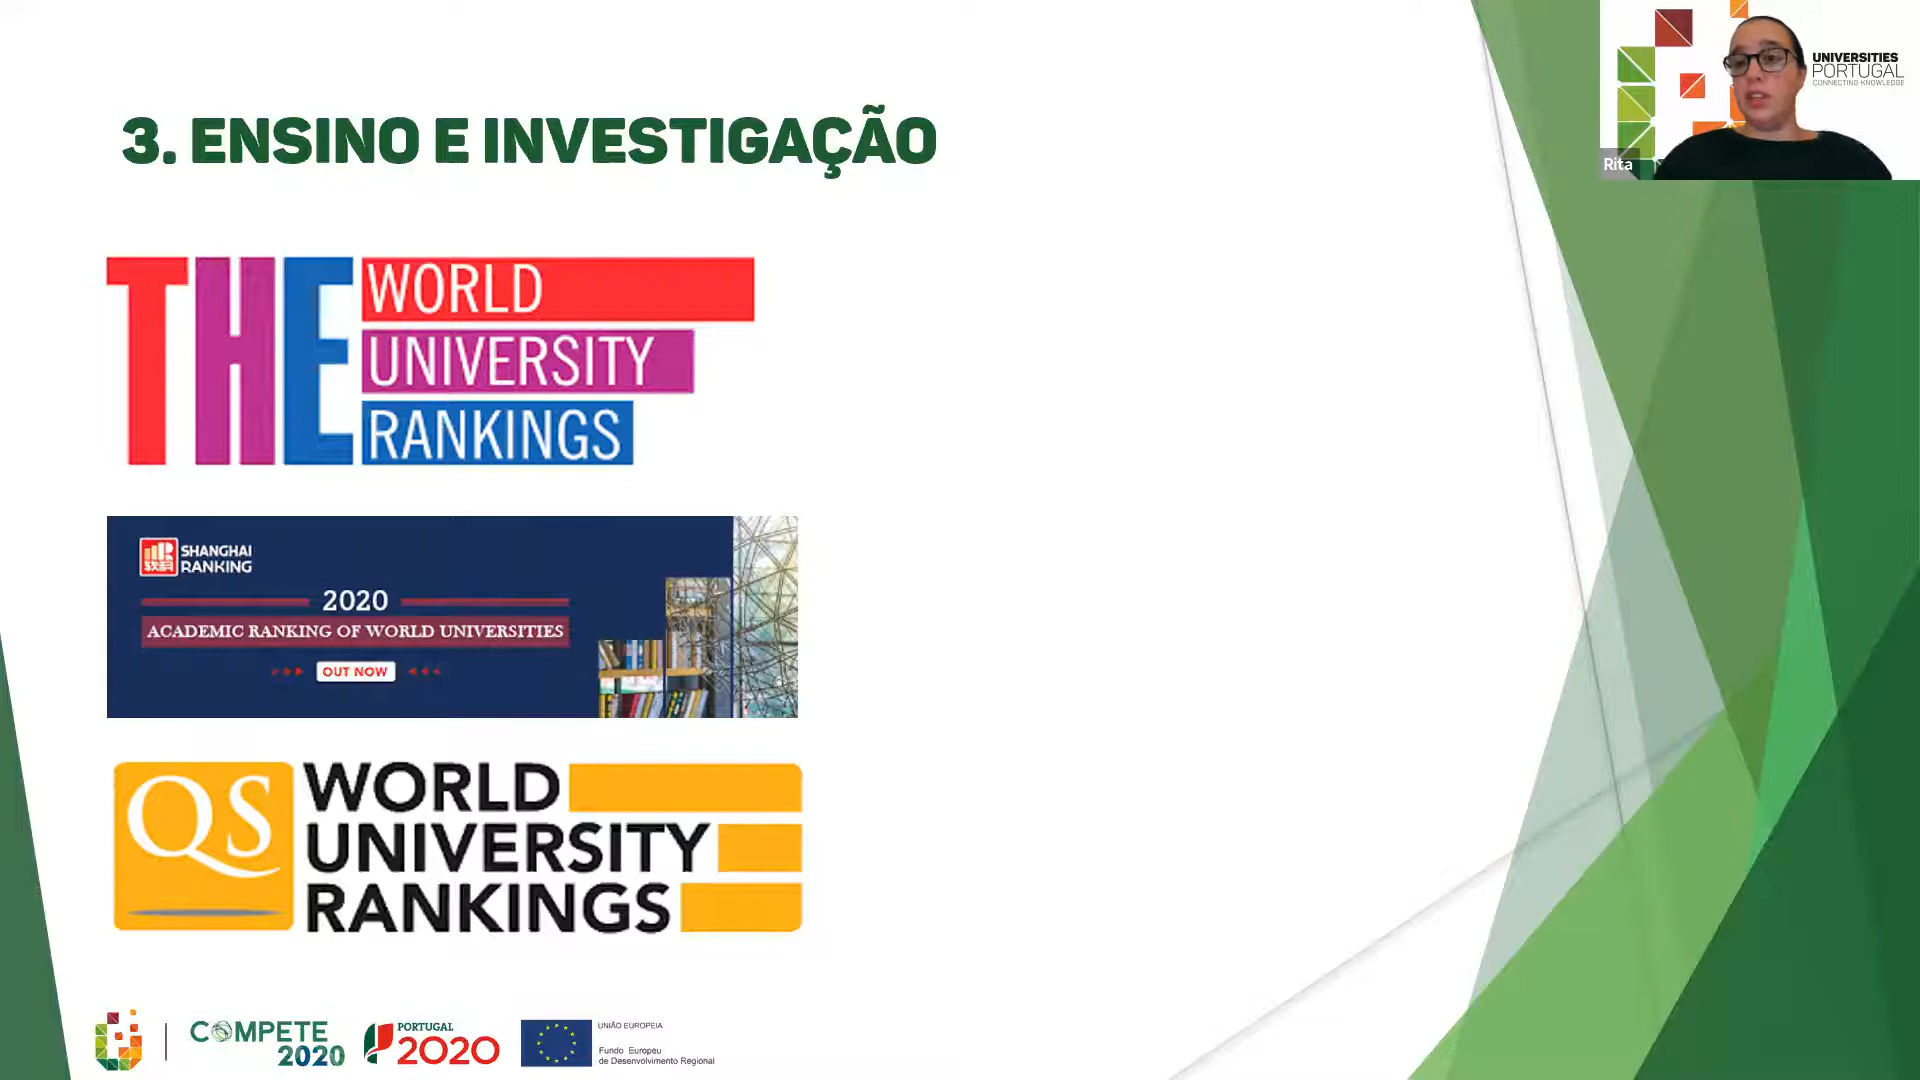 3. ENSINO E INVESTIGAÇÃO
UNIVERSITIES
PORTUGAL
CONNECTING KNOWLEDGE
Rita
THE
WORLD
UNIVERSITY
RANKINGS
SHANGHAI
RANKING
2020
ACADEMIC RANKING OF WORLD UNIVERSITIES
OUT NOW
QS
WORLD
UNIVERSITY
RANKINGS
COMPETE
2020
PORTUGAL
2020
UNIÃO EUROPEIA
Fundo Europeu
de Desenvolvimento Regional